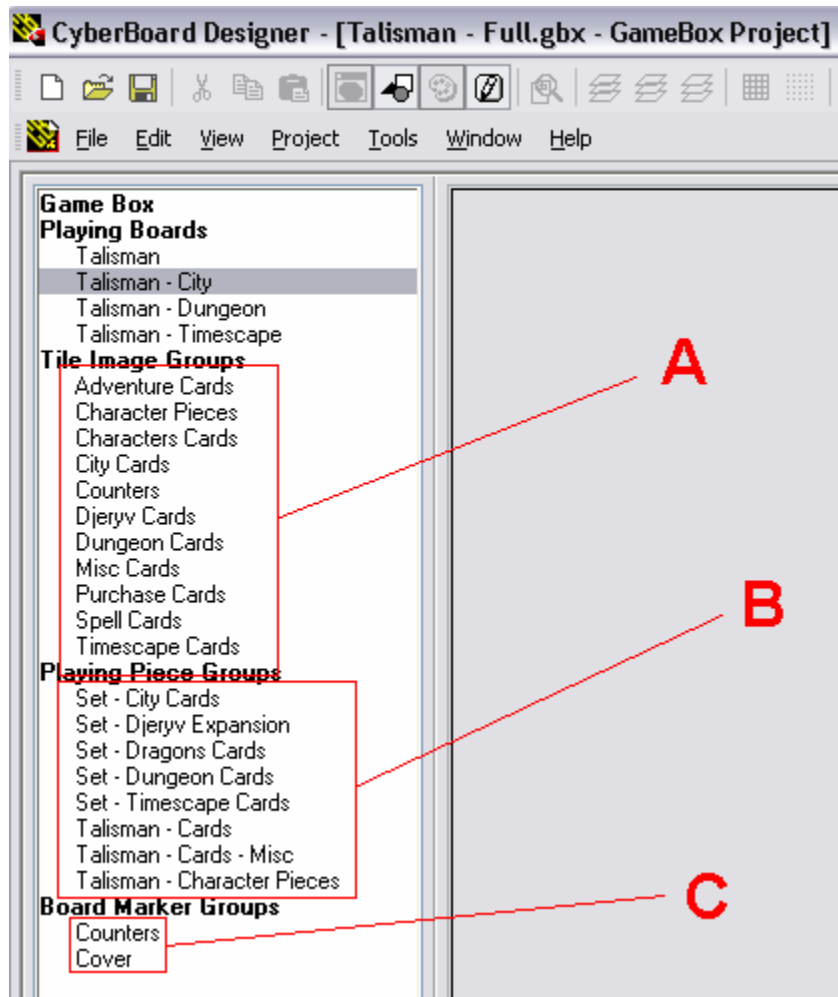 CyberBoard Designer - [Talisman - Full.gbx - GameBox Project]
File Edit View Project Tools Window Help
Game Box
Playing Boards
Talisman
Talisman - City
Talisman - Dungeon
Talisman - Timescape
Tile Image Groups
Adventure Cards
Character Pieces
Characters Cards
City Cards
Counters
Djeryv Cards
Dungeon Cards
Misc Cards
Purchase Cards
Spell Cards
Timescape Cards
A
Playing Piece Groups
Set - City Cards
Set - Djeryv Expansion
Set - Dragons Cards
Set - Dungeon Cards
Set - Timescape Cards
Talisman - Cards
Talisman - Cards - Misc
Talisman - Character Pieces
B
Board Marker Groups
Counters
Cover
C